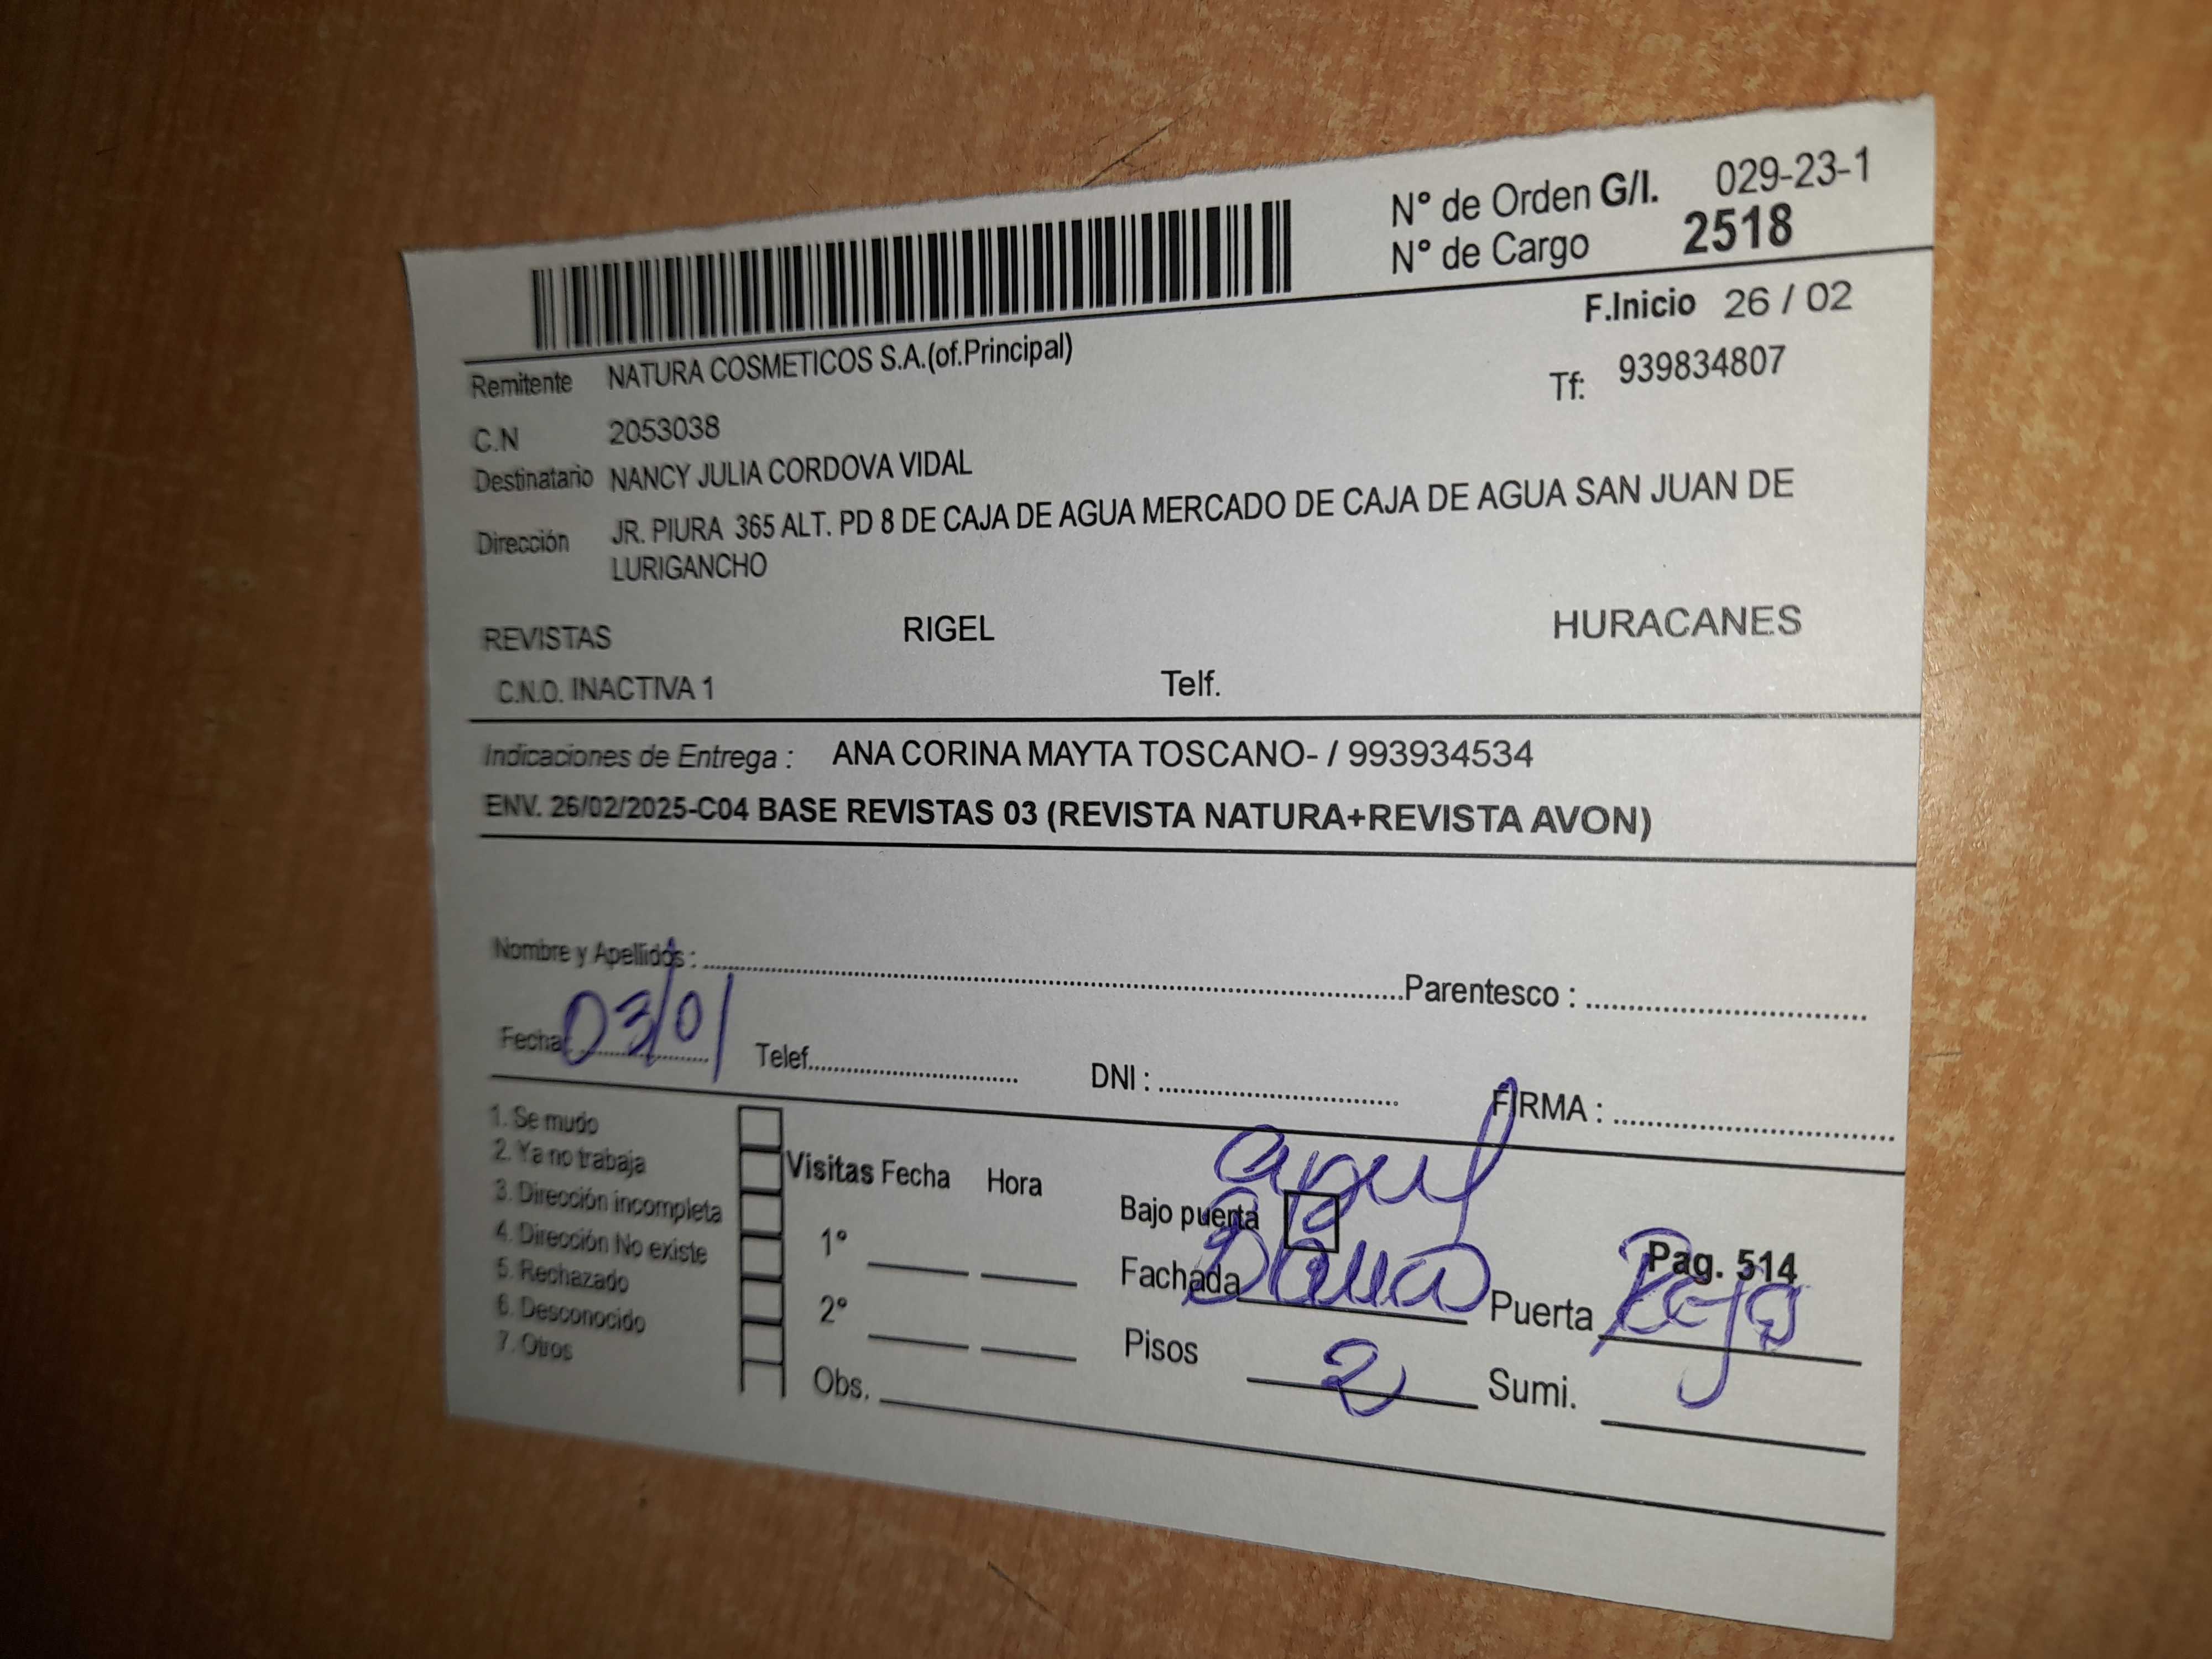 N° de Orden G/I. 029-23-1
N° de Cargo 2518
F.Inicio 26 / 02
Remitente NATURA COSMETICOS S.A.(of.Principal)
Tf: 939834807
C.N 2053038
Destinatario NANCY JULIA CORDOVA VIDAL
Dirección JR. PIURA 365 ALT. PD 8 DE CAJA DE AGUA MERCADO DE CAJA DE AGUA SAN JUAN DE
LURIGANCHO
REVISTAS RIGEL HURACANES
C.N.O. INACTIVA 1 Telf.
Indicaciones de Entrega : ANA CORINA MAYTA TOSCANO- / 993934534
ENV. 26/02/2025-C04 BASE REVISTAS 03 (REVISTA NATURA+REVISTA AVON)
Nombre y Apellidos : Parentesco :
Fecha: 03/01 Telef. DNI : FIRMA :
1. Se mudo
2. Ya no trabaja
3. Dirección incompleta
4. Dirección No existe
5. Rechazado
6. Desconocido
7. Otros
Visitas Fecha Hora
1°
2°
Obs.
Bajo puerta
Pag. 514
Fachada Puerta Rojo
Pisos 2 Sumi.